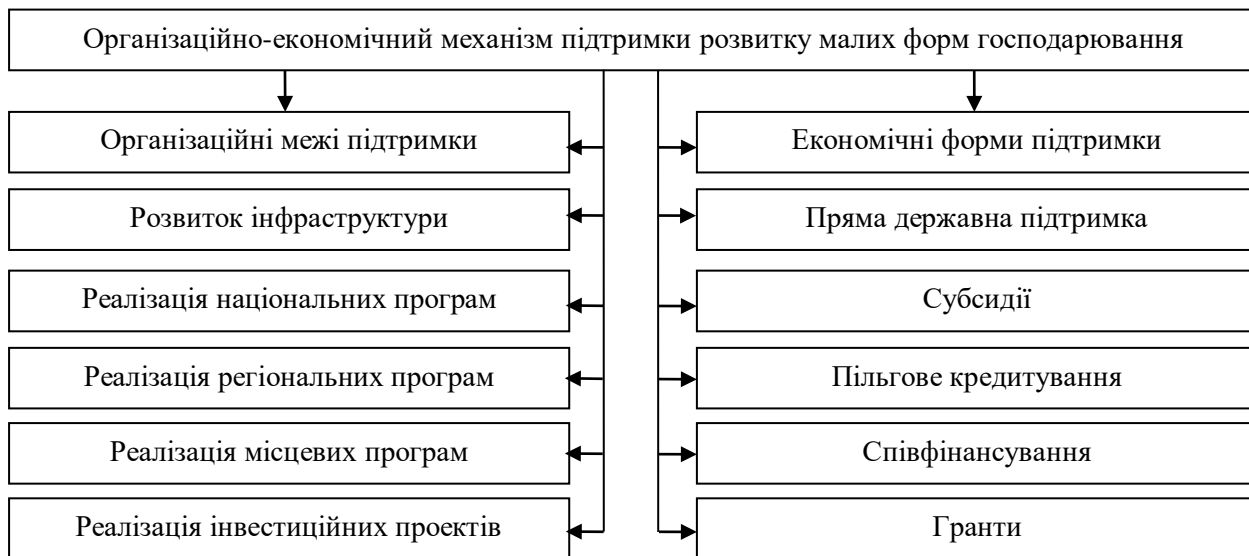 Організаційно-економічний механізм підтримки розвитку малих форм господарювання
Організаційні межі підтримки
Економічні форми підтримки
Розвиток інфраструктури
Пряма державна підтримка
Реалізація національних програм
Субсидії
Реалізація регіональних програм
Пільгове кредитування
Реалізація місцевих програм
Співфінансування
Реалізація інвестиційних проектів
Гранти